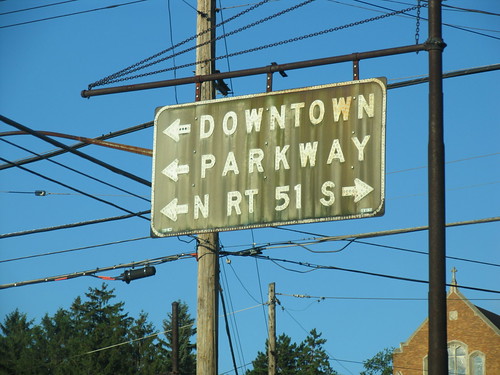 ← DOWNTOWN
← PARKWAY
← N RT 51 S →